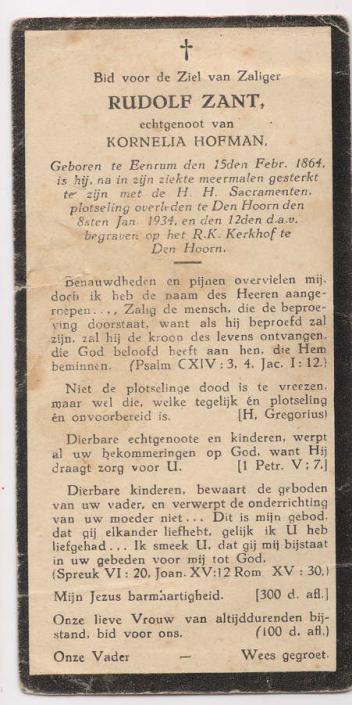 Bid voor de Ziel van Zaliger
RUDOLF ZANT,
echtgenoot van
KORNELIA HOFMAN.
Geboren te Eenrum den 15den Febr. 1864,
is hij, na in zijn ziekte meermalen gesterkt
te zijn met de H. H. Sacramenten,
plotseling overleden te Den Hoorn den
8sten Jan. 1934, en den 12den d.a.v.
begraven op het R.K. Kerkhof te
Den Hoorn.
Benauwdheden en pijnen overvielen mij,
doch ik heb de naam des Heeren aange-
roepen..., Zalig de mensch, die de beproe-
ving doorstaat, want als hij beproefd zal
zijn, zal hij de kroon des levens ontvangen,
die God beloofd heeft aan hen, die Hem
beminnen. (Psalm CXIV: 3, 4. Jac. I: 12.)
Niet de plotselinge dood is te vreezen,
maar wel die, welke tegelijk én plotseling
én onvoorbereid is. [H. Gregorius]
Dierbare echtgenoote en kinderen, werpt
al uw bekommeringen op God, want Hij
draagt zorg voor U. [1 Petr. V: 7.]
Dierbare kinderen, bewaart de geboden
van uw vader, en verwerpt de onderrichting
van uw moeder niet... Dit is mijn gebod,
dat gij elkander liefhebt, gelijk ik U heb
liefgehad... Ik smeek U, dat gij mij bijstaat
in uw gebeden voor mij tot God.
(Spreuk VI: 20, Joan. XV: 12 Rom XV: 30.)
Mijn Jezus barmhartigheid. [300 d. afl.]
Onze lieve Vrouw van altijddurenden bij-
stand, bid voor ons. (100 d. afl.)
Onze Vader — Wees gegroet.